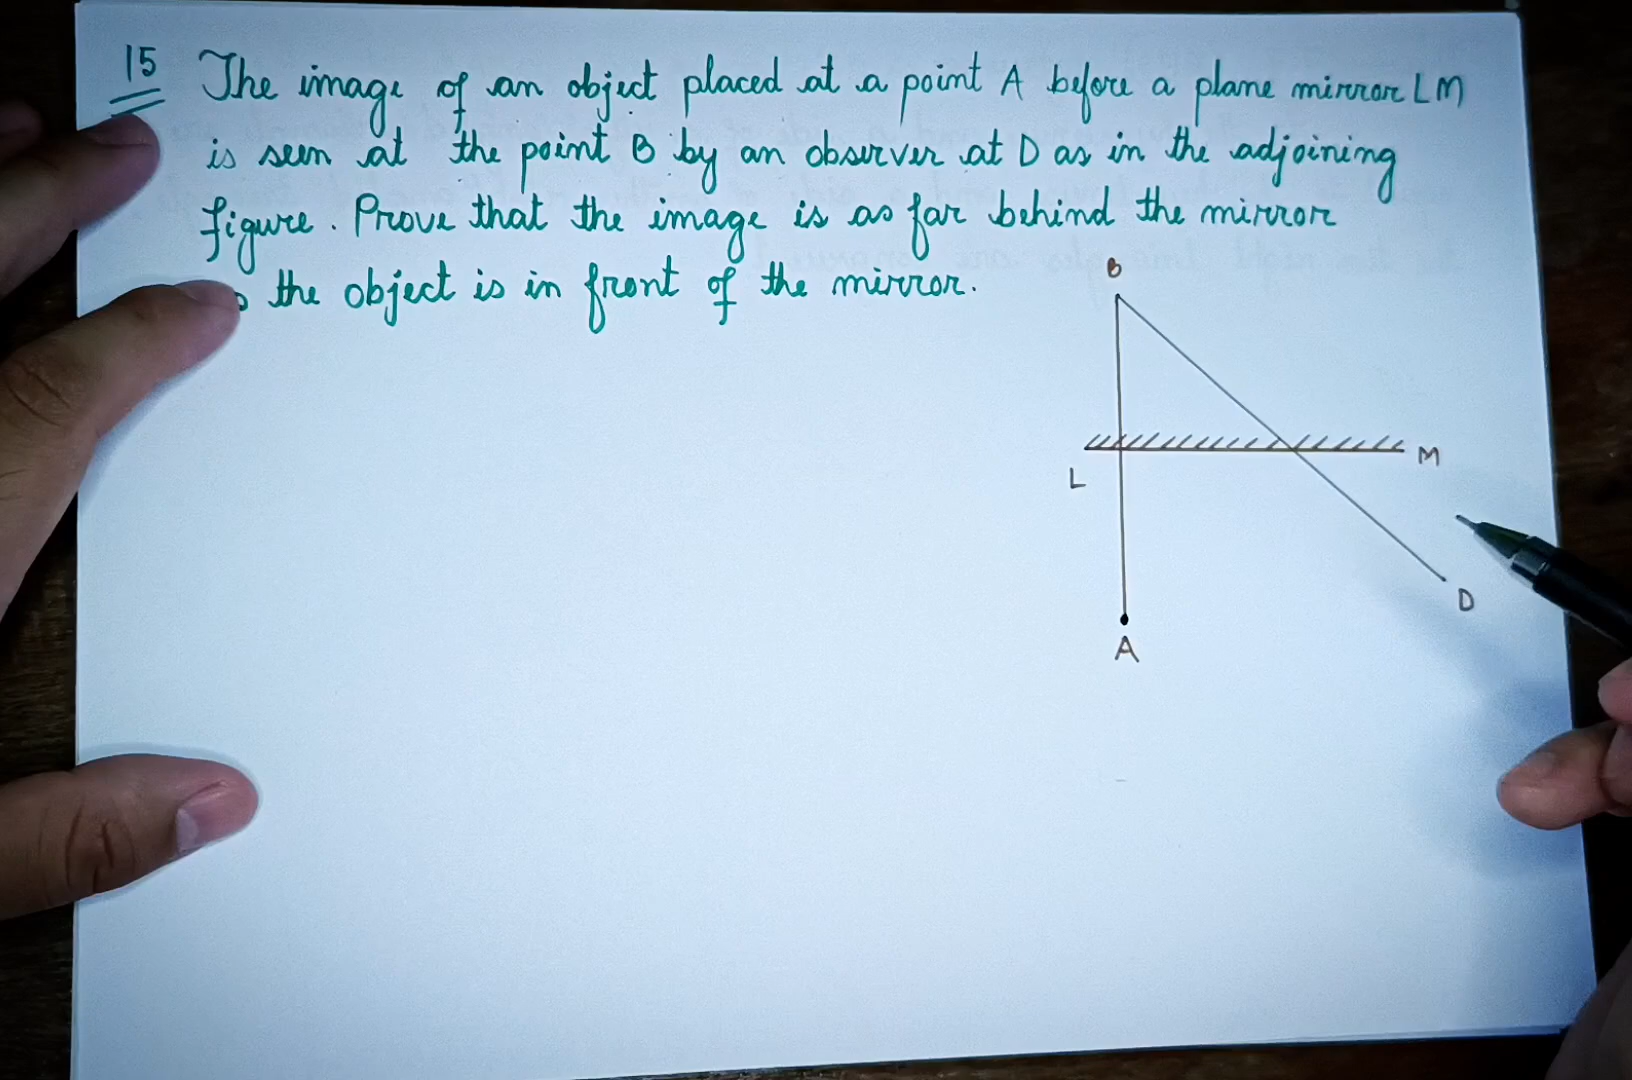 15 The image of an object placed at a point A before a plane mirror LM
is seen at the point B by an observer at D as in the adjoining
figure. Prove that the image is as far behind the mirror
the object is in front of the mirror.
B
M
L
D
A